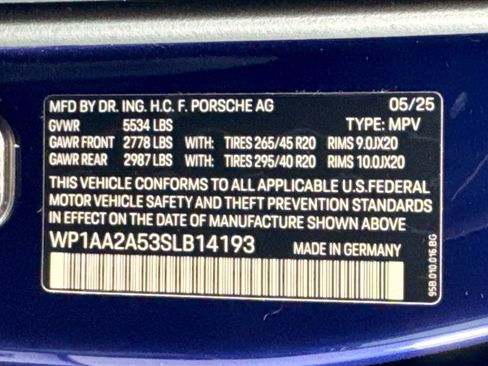 MFD BY DR. ING. H.C. F. PORSCHE AG 05/25
GVWR 5534 LBS TYPE: MPV
GAWR FRONT 2778 LBS WITH TIRES 265/45 R20 RIMS 9.0JX20
GAWR REAR 2987 LBS WITH TIRES 295/40 R20 RIMS 10.0JX20
THIS VEHICLE CONFORMS TO ALL APPLICABLE U.S.FEDERAL
MOTOR VEHICLE SAFETY AND THEFT PREVENTION STANDARDS
IN EFFECT ON THE DATE OF MANUFACTURE SHOWN ABOVE
WP1AA2A53SLB14193 MADE IN GERMANY
95B.010.016.BG